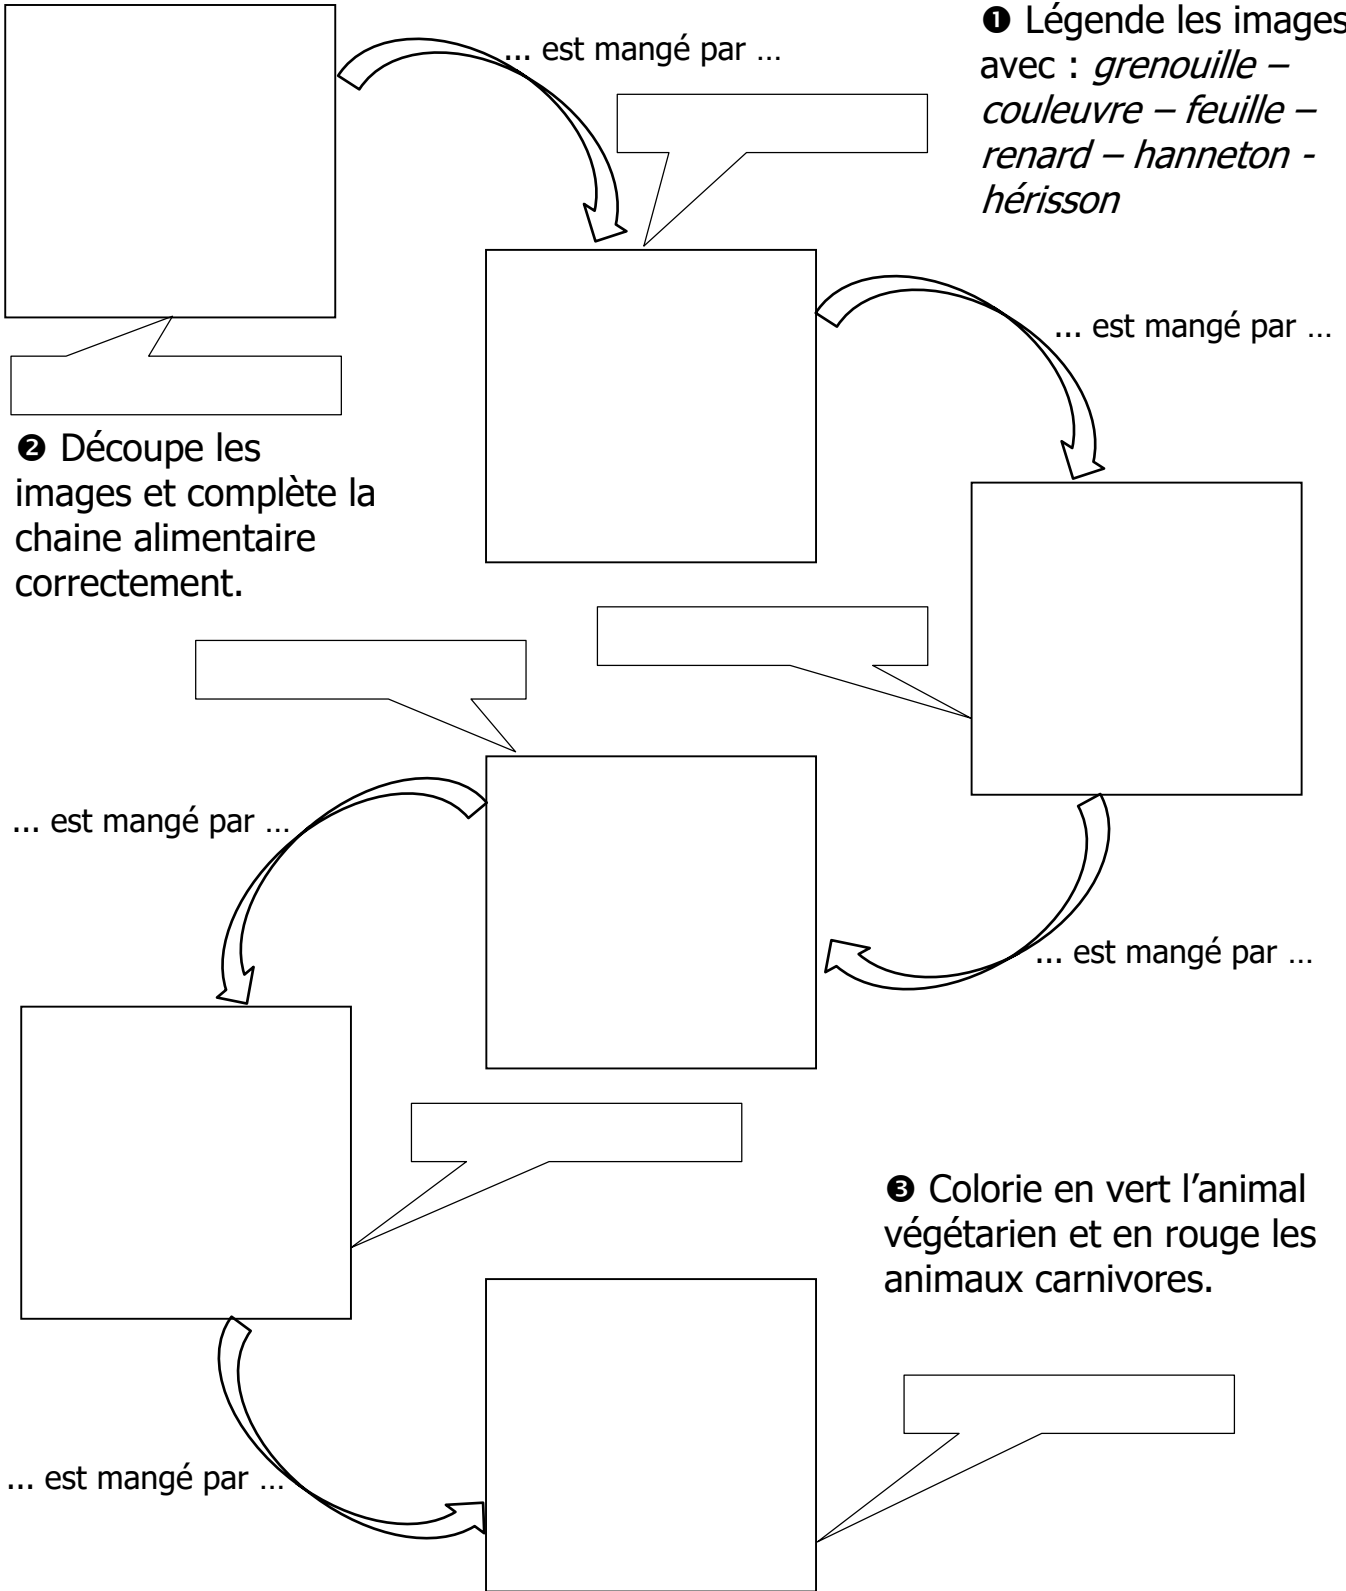 ... est mangé par ...
❶ Légende les images
avec : grenouille –
couleuvre – feuille –
renard – hanneton -
hérisson
... est mangé par ...
❷ Découpe les
images et complète la
chaine alimentaire
correctement.
... est mangé par ...
... est mangé par ...
❸ Colorie en vert l’animal
végétarien et en rouge les
animaux carnivores.
... est mangé par ...